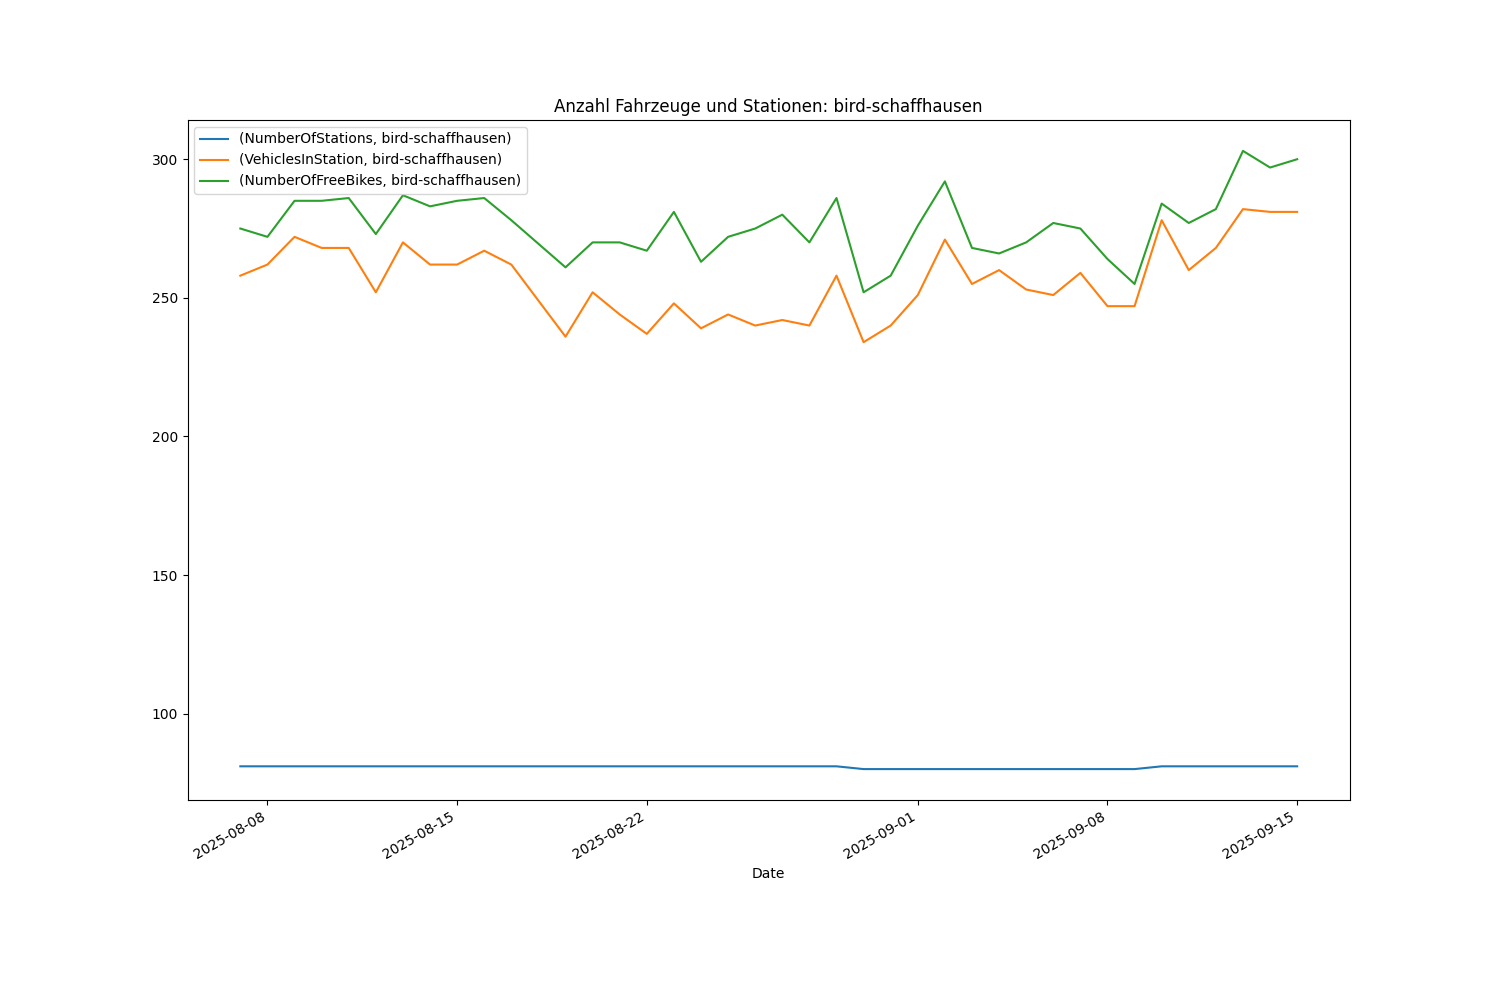 Anzahl Fahrzeuge und Stationen: bird-schaffhausen
(NumberOfStations, bird-schaffhausen)
(VehiclesInStation, bird-schaffhausen)
(NumberOfFreeBikes, bird-schaffhausen)
300
250
200
150
100
2025-08-08
2025-08-15
2025-08-22
2025-09-01
2025-09-08
2025-09-15
Date